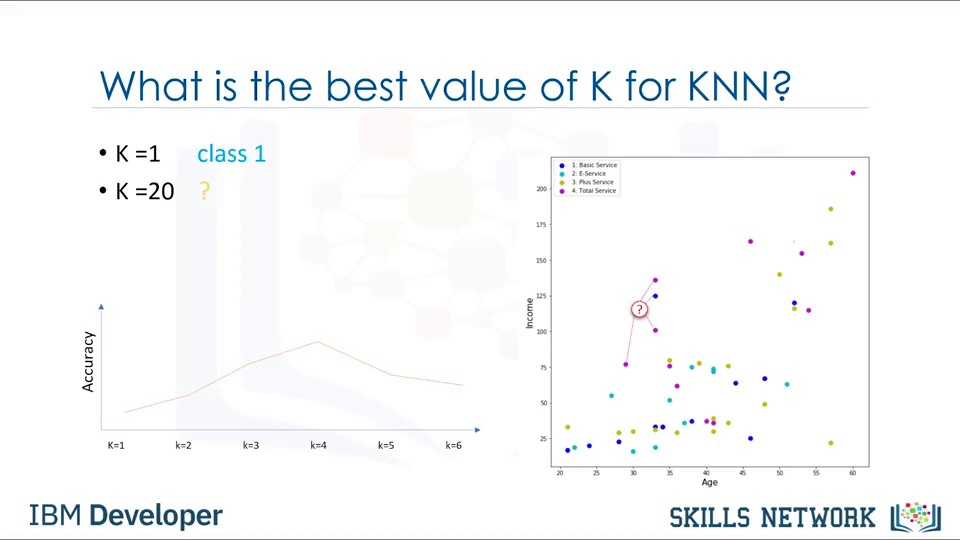 What is the best value of K for KNN?
• K =1 class 1
• K =20 ?
Accuracy
K=1 k=2 k=3 k=4 k=5 k=6
1: Basic Service
2: E-Service
3: Plus Service
4: Total Service
Income
200
175
150
125
100
75
50
25
?
20 25 30 35 40 45 50 55 60
Age
IBM Developer
SKILLS NETWORK